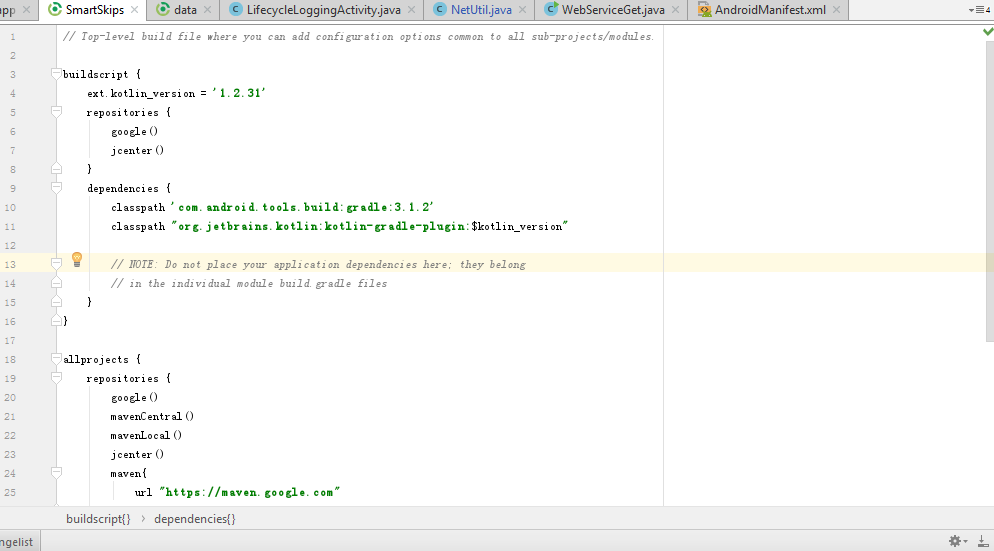 app SmartSkips data LifecycleLoggingActivity.java NetUtil.java WebServiceGet.java AndroidManifest.xml 4
1 // Top-level build file where you can add configuration options common to all sub-projects/modules.
2
3 buildscript {
4 ext.kotlin_version = '1.2.31'
5 repositories {
6 google()
7 jcenter()
8 }
9 dependencies {
10 classpath 'com.android.tools.build:gradle:3.1.2'
11 classpath "org.jetbrains.kotlin:kotlin-gradle-plugin:$kotlin_version"
12
13 // NOTE: Do not place your application dependencies here; they belong
14 // in the individual module build.gradle files
15 }
16 }
17
18 allprojects {
19 repositories {
20 google()
21 mavenCentral()
22 mavenLocal()
23 jcenter()
24 maven{
25 url "https://maven.google.com"
buildscript{} › dependencies{}
ngelist